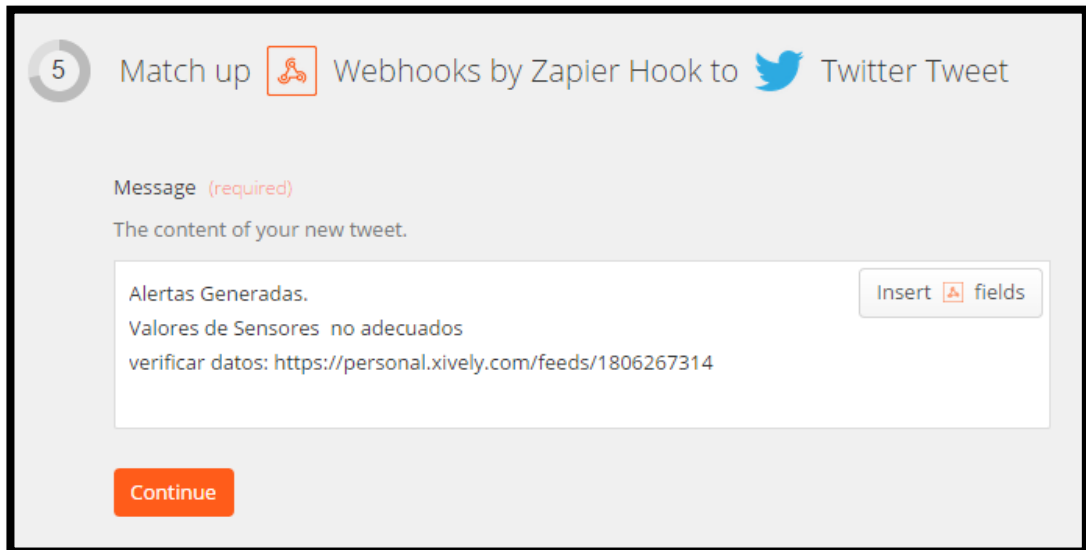 5 Match up Webhooks by Zapier Hook to Twitter Tweet
Message (required)
The content of your new tweet.
Insert fields
Alertas Generadas.
Valores de Sensores no adecuados
verificar datos: https://personal.xively.com/feeds/1806267314
Continue